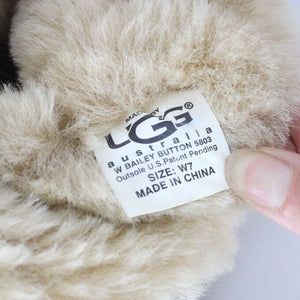 MADE BY
UGG®
australia
W BAILEY BUTTON 5803
Outsole U.S. Patent Pending
SIZE: W7
MADE IN CHINA